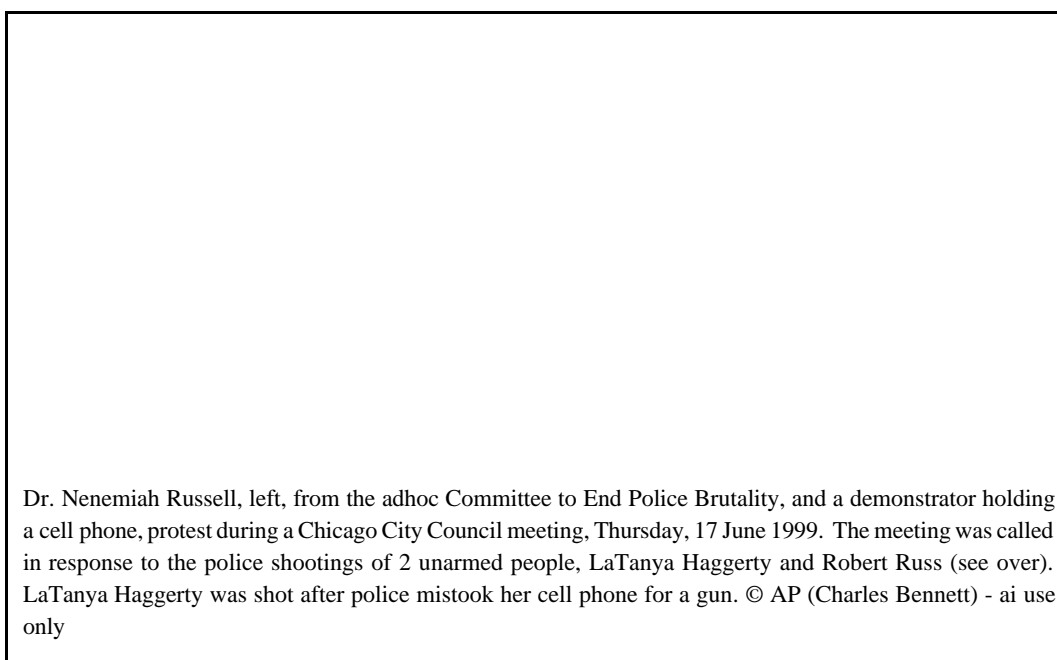 Dr. Nenemiah Russell, left, from the adhoc Committee to End Police Brutality, and a demonstrator holding
a cell phone, protest during a Chicago City Council meeting, Thursday, 17 June 1999.  The meeting was called
in response to the police shootings of 2 unarmed people, LaTanya Haggerty and Robert Russ (see over).
LaTanya Haggerty was shot after police mistook her cell phone for a gun. © AP (Charles Bennett) - ai use
only